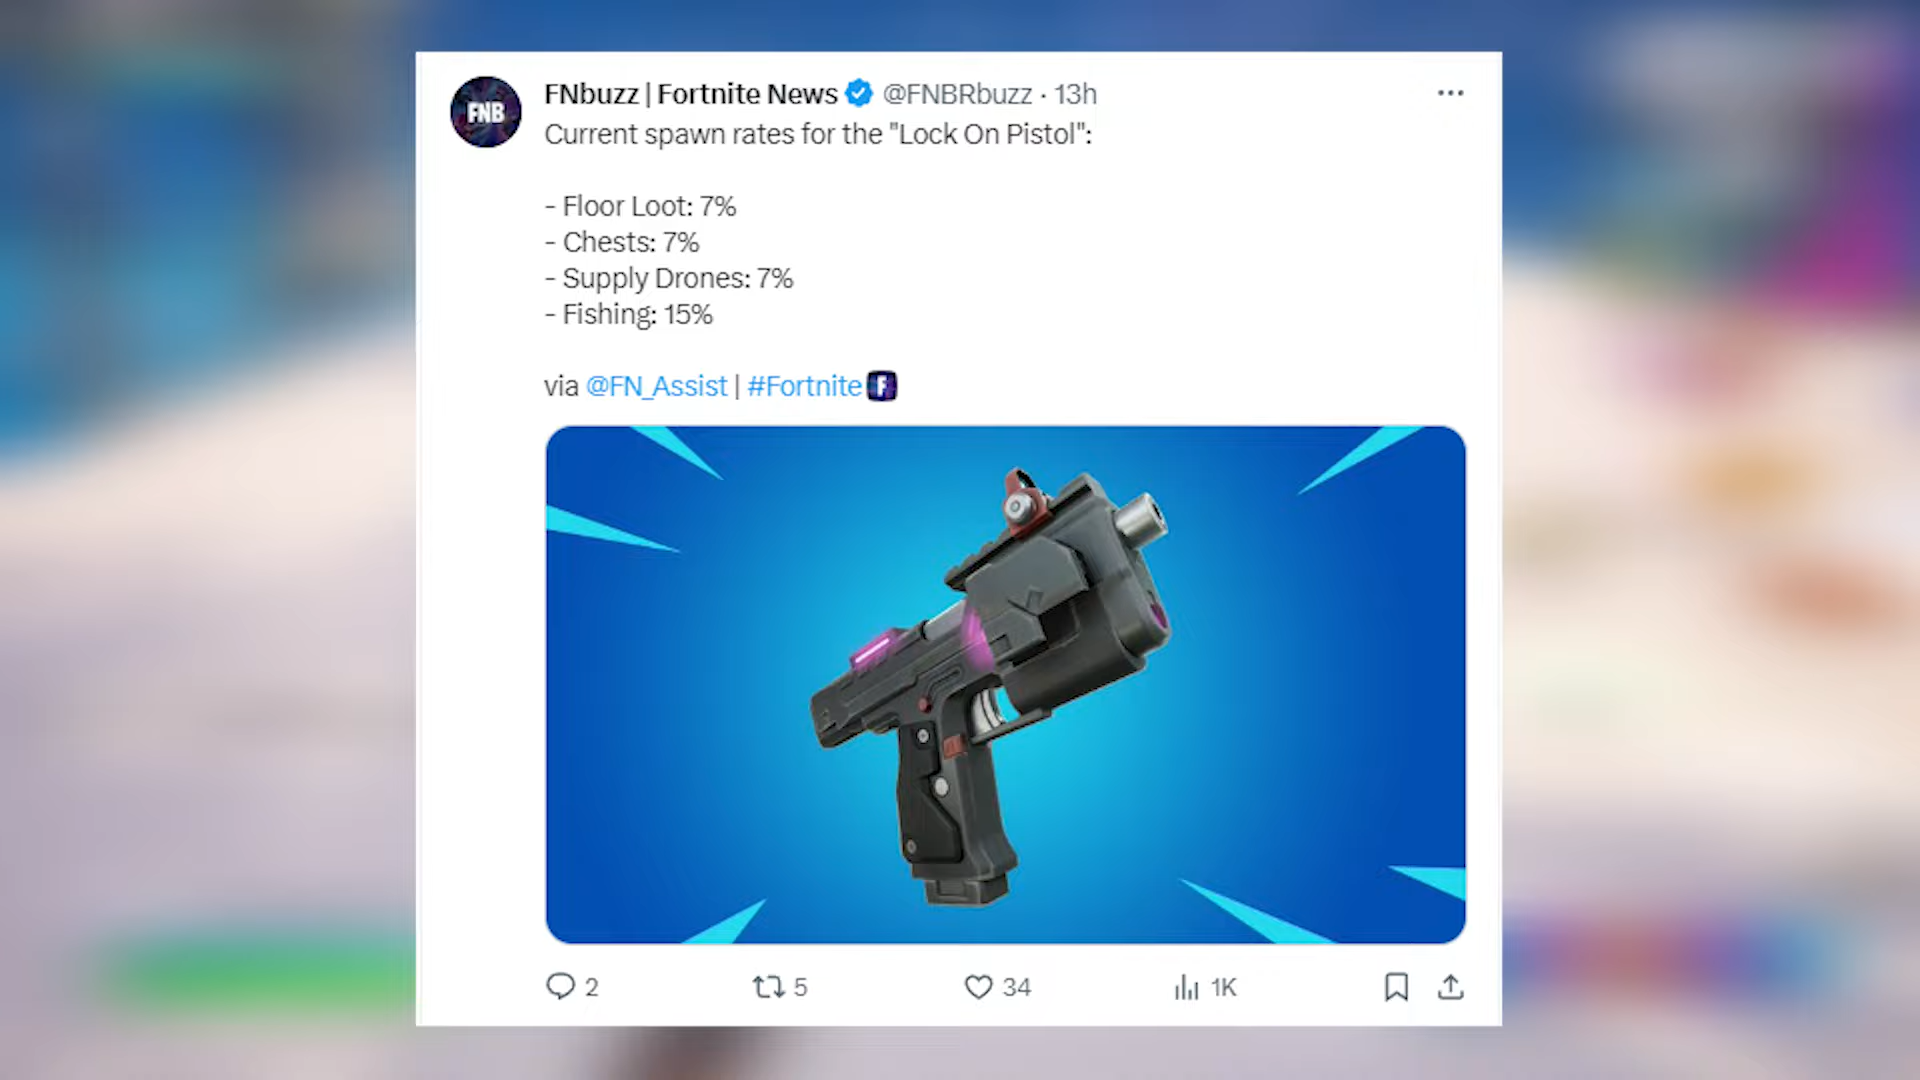 FNB
FNbuzz | Fortnite News @FNBRbuzz · 13h
Current spawn rates for the "Lock On Pistol":
- Floor Loot: 7%
- Chests: 7%
- Supply Drones: 7%
- Fishing: 15%
via @FN_Assist | #Fortnite F
2 5 34 1K